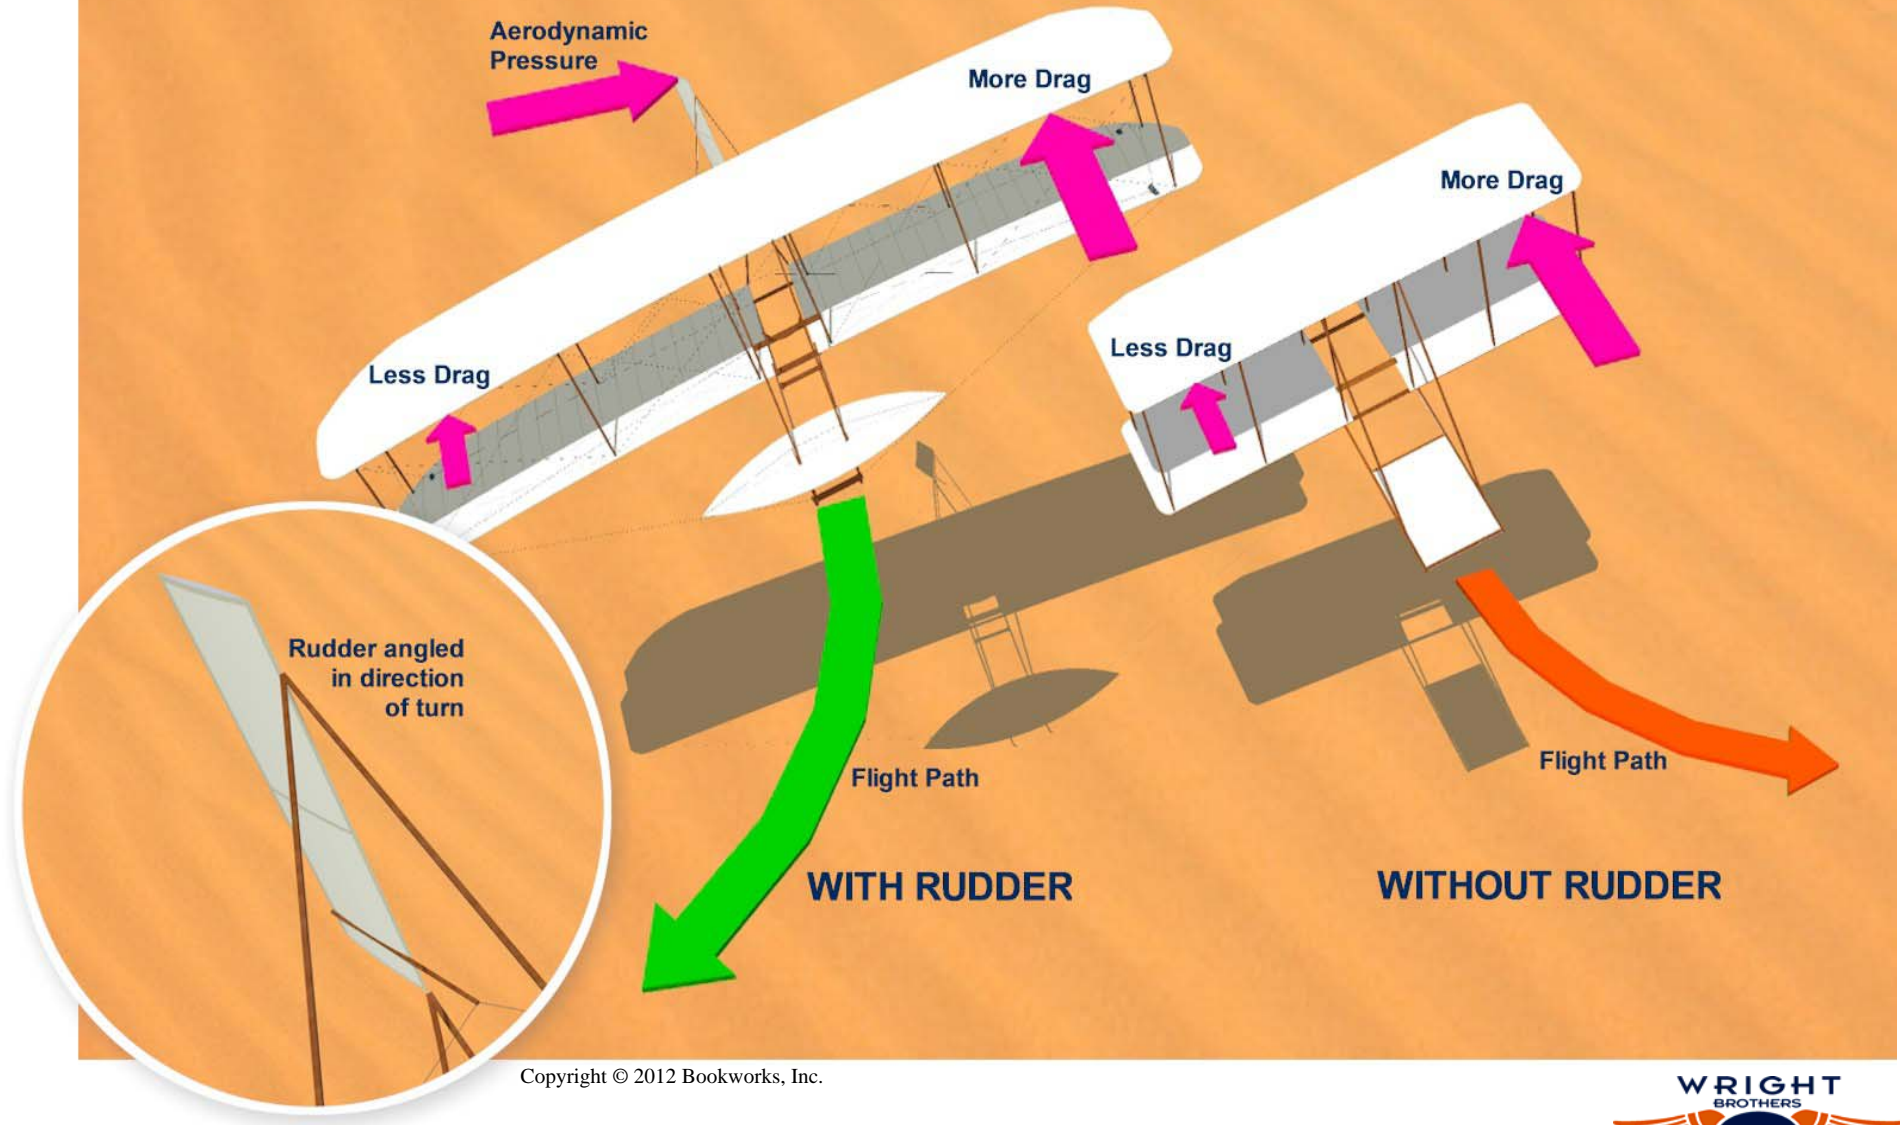 Aerodynamic
Pressure
More Drag
Less Drag
More Drag
Less Drag
Rudder angled
in direction
of turn
Flight Path
Flight Path
WITH RUDDER
WITHOUT RUDDER
Copyright © 2012 Bookworks, Inc.
WRIGHT
BROTHERS